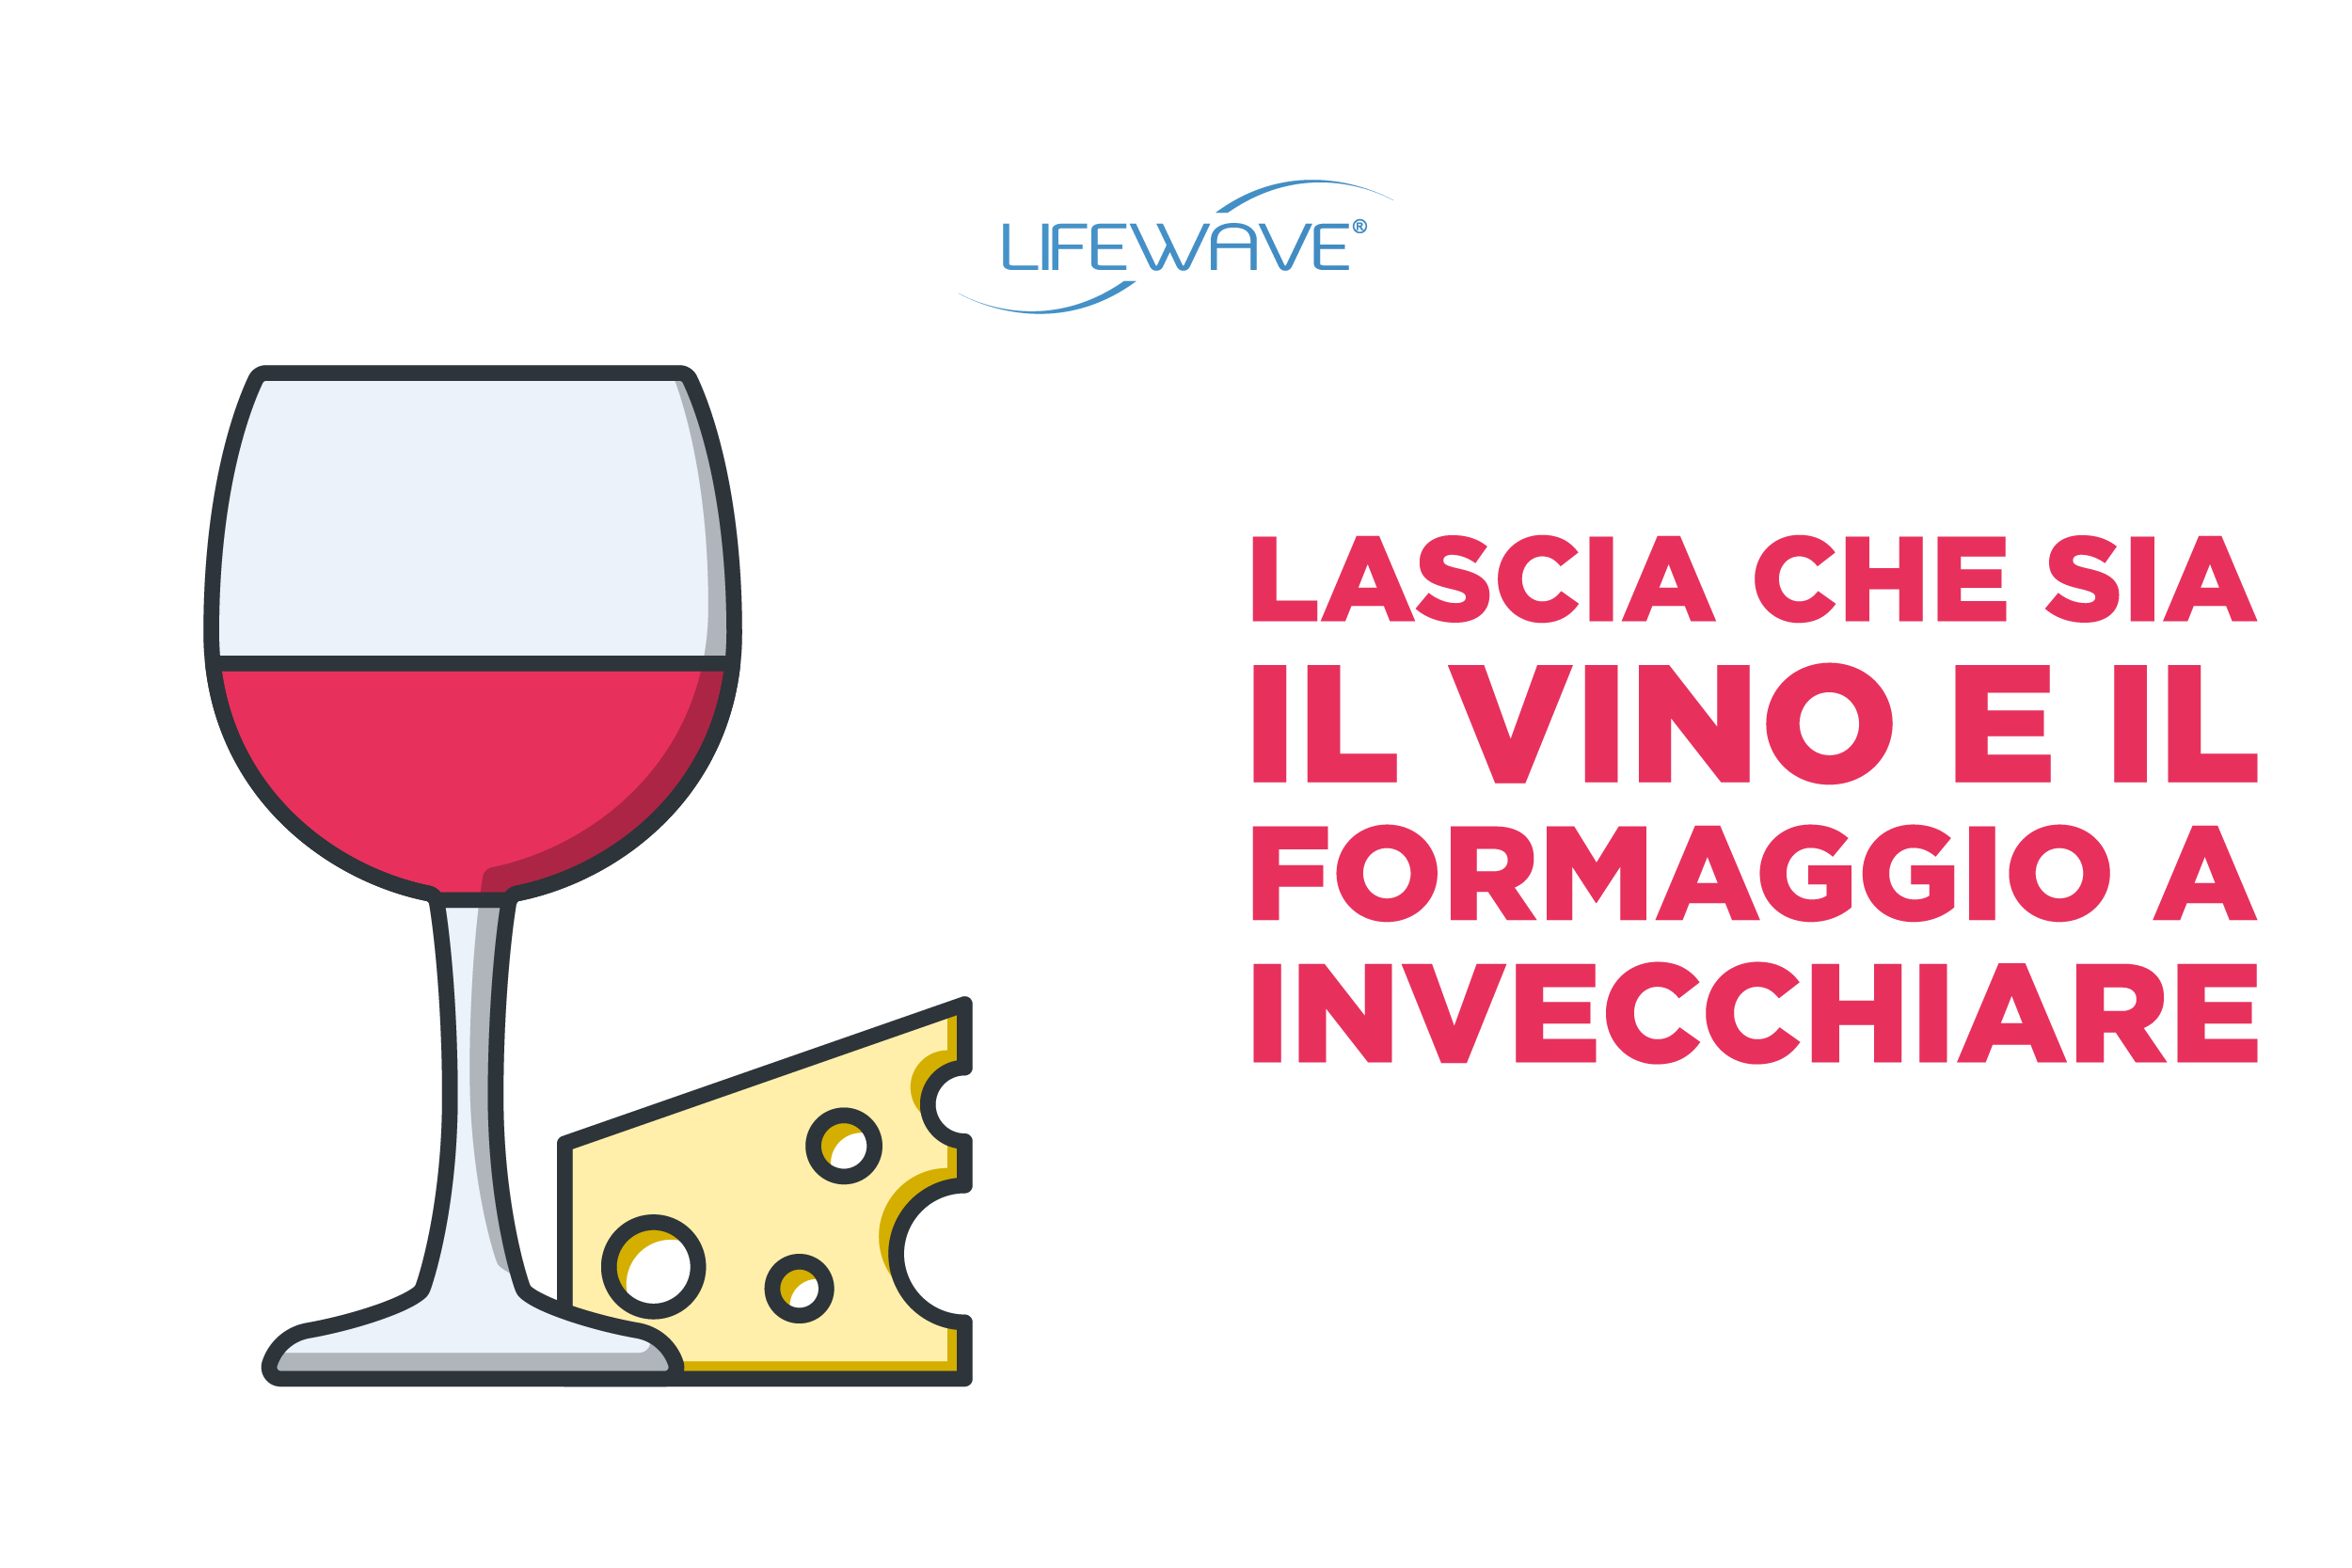 LIFEWAVE®
LASCIA CHE SIA
IL VINO E IL
FORMAGGIO A
INVECCHIARE